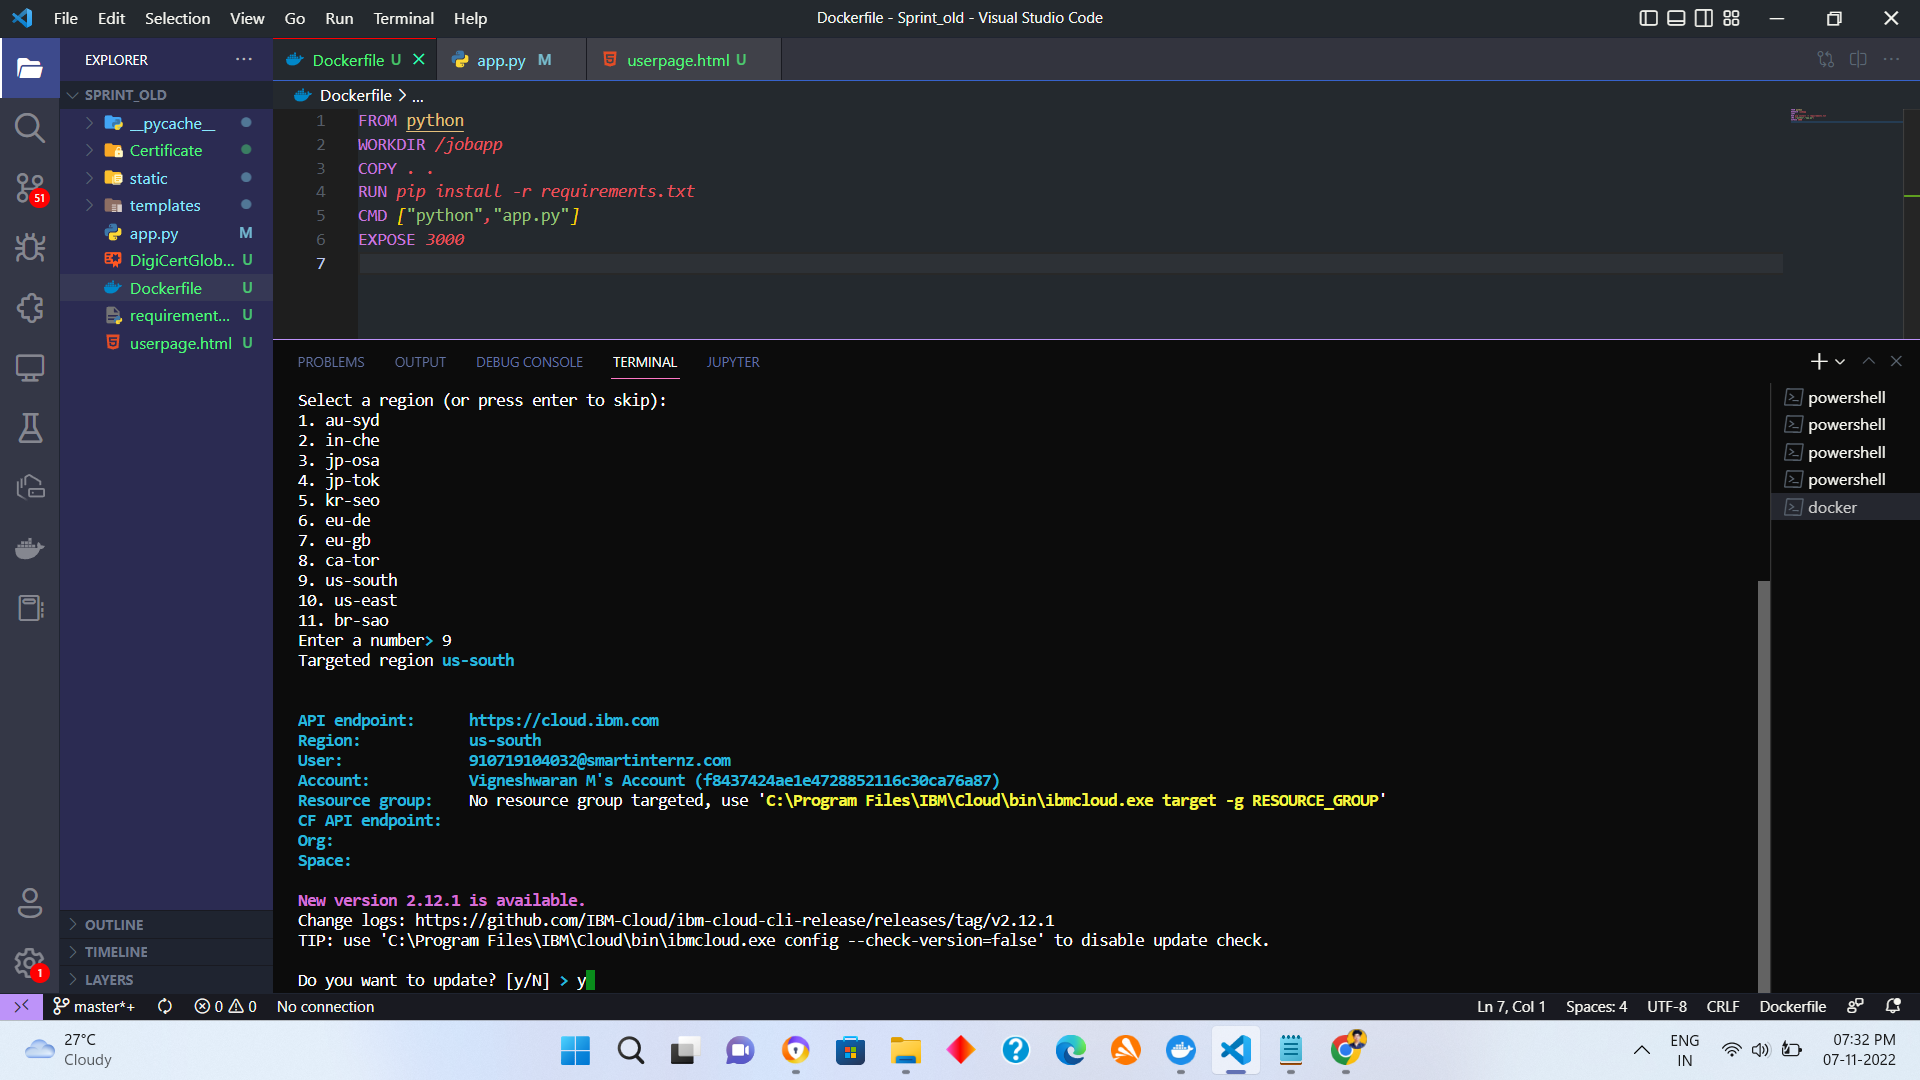 File Edit Selection View Go Run Terminal Help
Dockerfile - Sprint_old - Visual Studio Code
EXPLORER
Dockerfile U
app.py M
userpage.html U
SPRINT_OLD
__pycache__
Certificate
static
templates
app.py M
DigiCertGlob... U
Dockerfile U
requirement... U
userpage.html U
51
OUTLINE
TIMELINE
LAYERS
1
Dockerfile > ...
1 FROM python
2 WORKDIR /jobapp
3 COPY . .
4 RUN pip install -r requirements.txt
5 CMD ["python","app.py"]
6 EXPOSE 3000
7
PROBLEMS OUTPUT DEBUG CONSOLE TERMINAL JUPYTER
Select a region (or press enter to skip):
1. au-syd
2. in-che
3. jp-osa
4. jp-tok
5. kr-seo
6. eu-de
7. eu-gb
8. ca-tor
9. us-south
10. us-east
11. br-sao
Enter a number> 9
Targeted region us-south
API endpoint: https://cloud.ibm.com
Region: us-south
User: 910719104032@smartinternz.com
Account: Vigneshwaran M's Account (f8437424ae1e4728852116c30ca76a87)
Resource group: No resource group targeted, use 'C:\Program Files\IBM\Cloud\bin\ibmcloud.exe target -g RESOURCE_GROUP'
CF API endpoint:
Org:
Space:
New version 2.12.1 is available.
Change logs: https://github.com/IBM-Cloud/ibm-cloud-cli-release/releases/tag/v2.12.1
TIP: use 'C:\Program Files\IBM\Cloud\bin\ibmcloud.exe config --check-version=false' to disable update check.
Do you want to update? [y/N] > y
powershell
powershell
powershell
powershell
docker
master*+ 0 0 No connection
Ln 7, Col 1 Spaces: 4 UTF-8 CRLF Dockerfile
27°C
Cloudy
ENG
IN
07:32 PM
07-11-2022